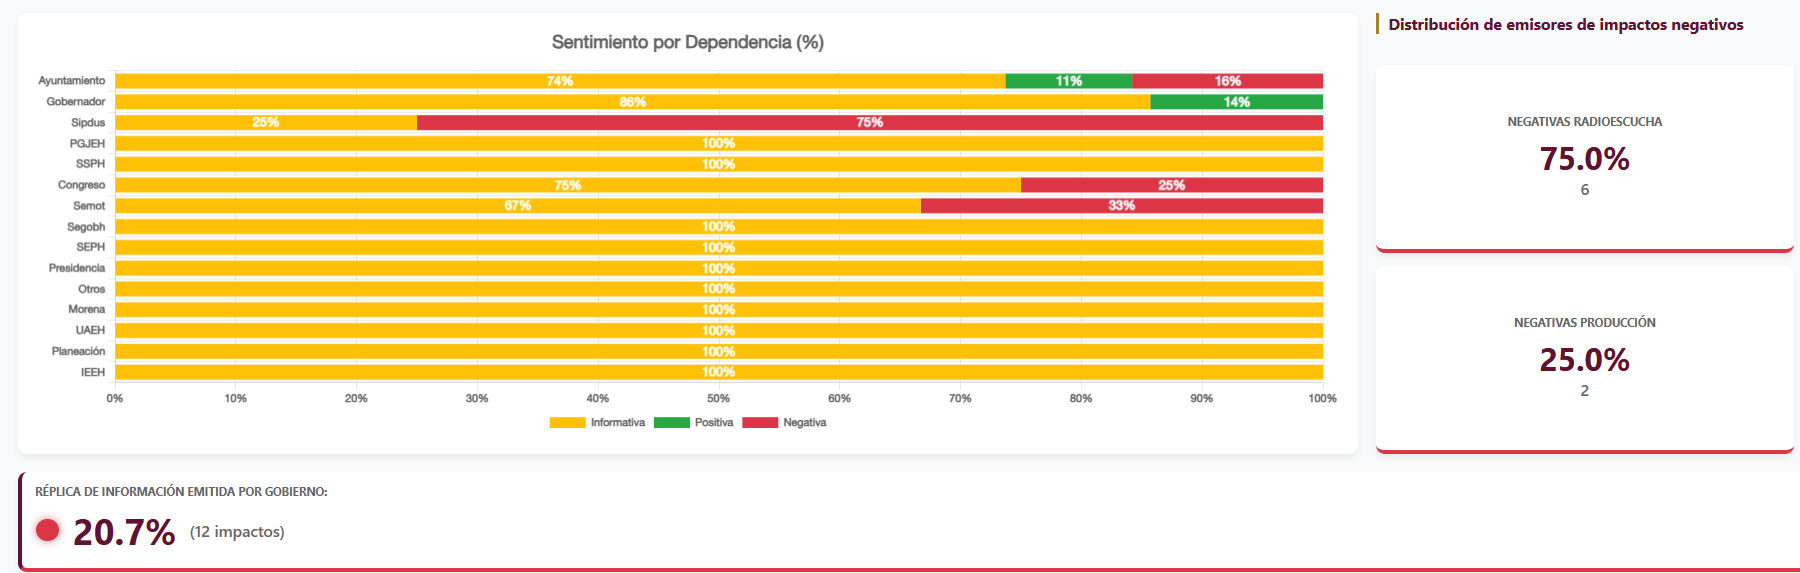 Sentimiento por Dependencia (%)
Ayuntamiento 74% 11% 16%
Gobernador 86% 14%
Sipdus 25% 75%
PGJEH 100%
SSPH 100%
Congreso 75% 25%
Semot 67% 33%
Segobh 100%
SEPH 100%
Presidencia 100%
Otros 100%
Morena 100%
UAEH 100%
Planeación 100%
IEEH 100%
0% 10% 20% 30% 40% 50% 60% 70% 80% 90% 100%
Informativa Positiva Negativa
Distribución de emisores de impactos negativos
NEGATIVAS RADIOESCUCHA
75.0%
6
NEGATIVAS PRODUCCIÓN
25.0%
2
RÉPLICA DE INFORMACIÓN EMITIDA POR GOBIERNO:
20.7% (12 impactos)